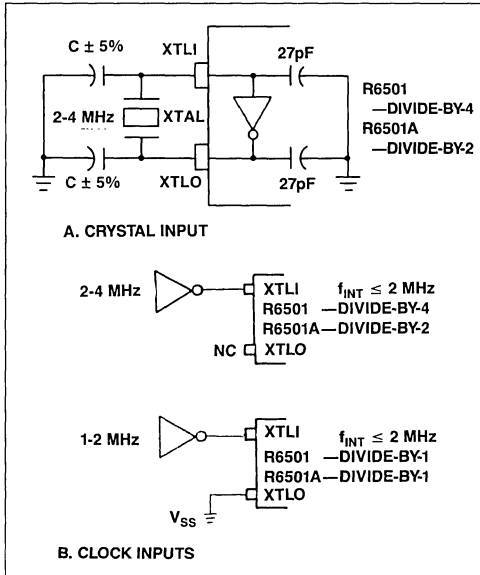 C ± 5%
XTLI
27pF
R6501
—DIVIDE-BY-4
R6501A
—DIVIDE-BY-2
2-4 MHz
XTAL
C ± 5%
XTLO
27pF
A. CRYSTAL INPUT
2-4 MHz
XTLI
f_INT ≤ 2 MHz
R6501 —DIVIDE-BY-4
R6501A—DIVIDE-BY-2
NC
XTLO
1-2 MHz
XTLI
f_INT ≤ 2 MHz
R6501 —DIVIDE-BY-1
R6501A—DIVIDE-BY-1
XTLO
V_SS
B. CLOCK INPUTS